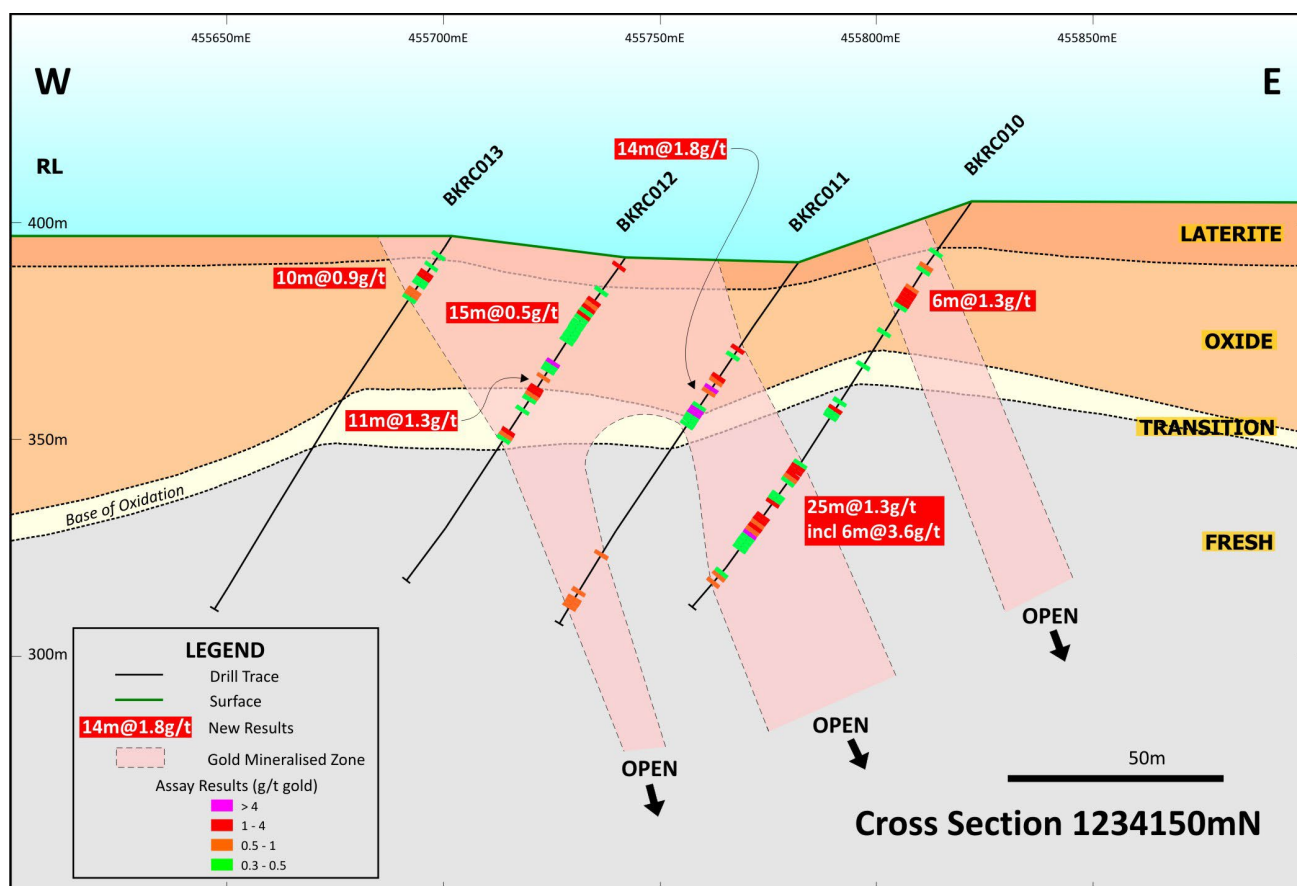 455650mE
455700mE
455750mE
455800mE
455850mE
W
E
RL
BKRC013
BKRC012
14m@1.8g/t
BKRC011
BKRC010
400m
LATERITE
10m@0.9g/t
6m@1.3g/t
15m@0.5g/t
OXIDE
11m@1.3g/t
350m
TRANSITION
Base of Oxidation
25m@1.3g/t
incl 6m@3.6g/t
FRESH
OPEN
300m
OPEN
OPEN
50m
Cross Section 1234150mN
LEGEND
Drill Trace
Surface
14m@1.8g/t New Results
Gold Mineralised Zone
Assay Results (g/t gold)
> 4
1 - 4
0.5 - 1
0.3 - 0.5